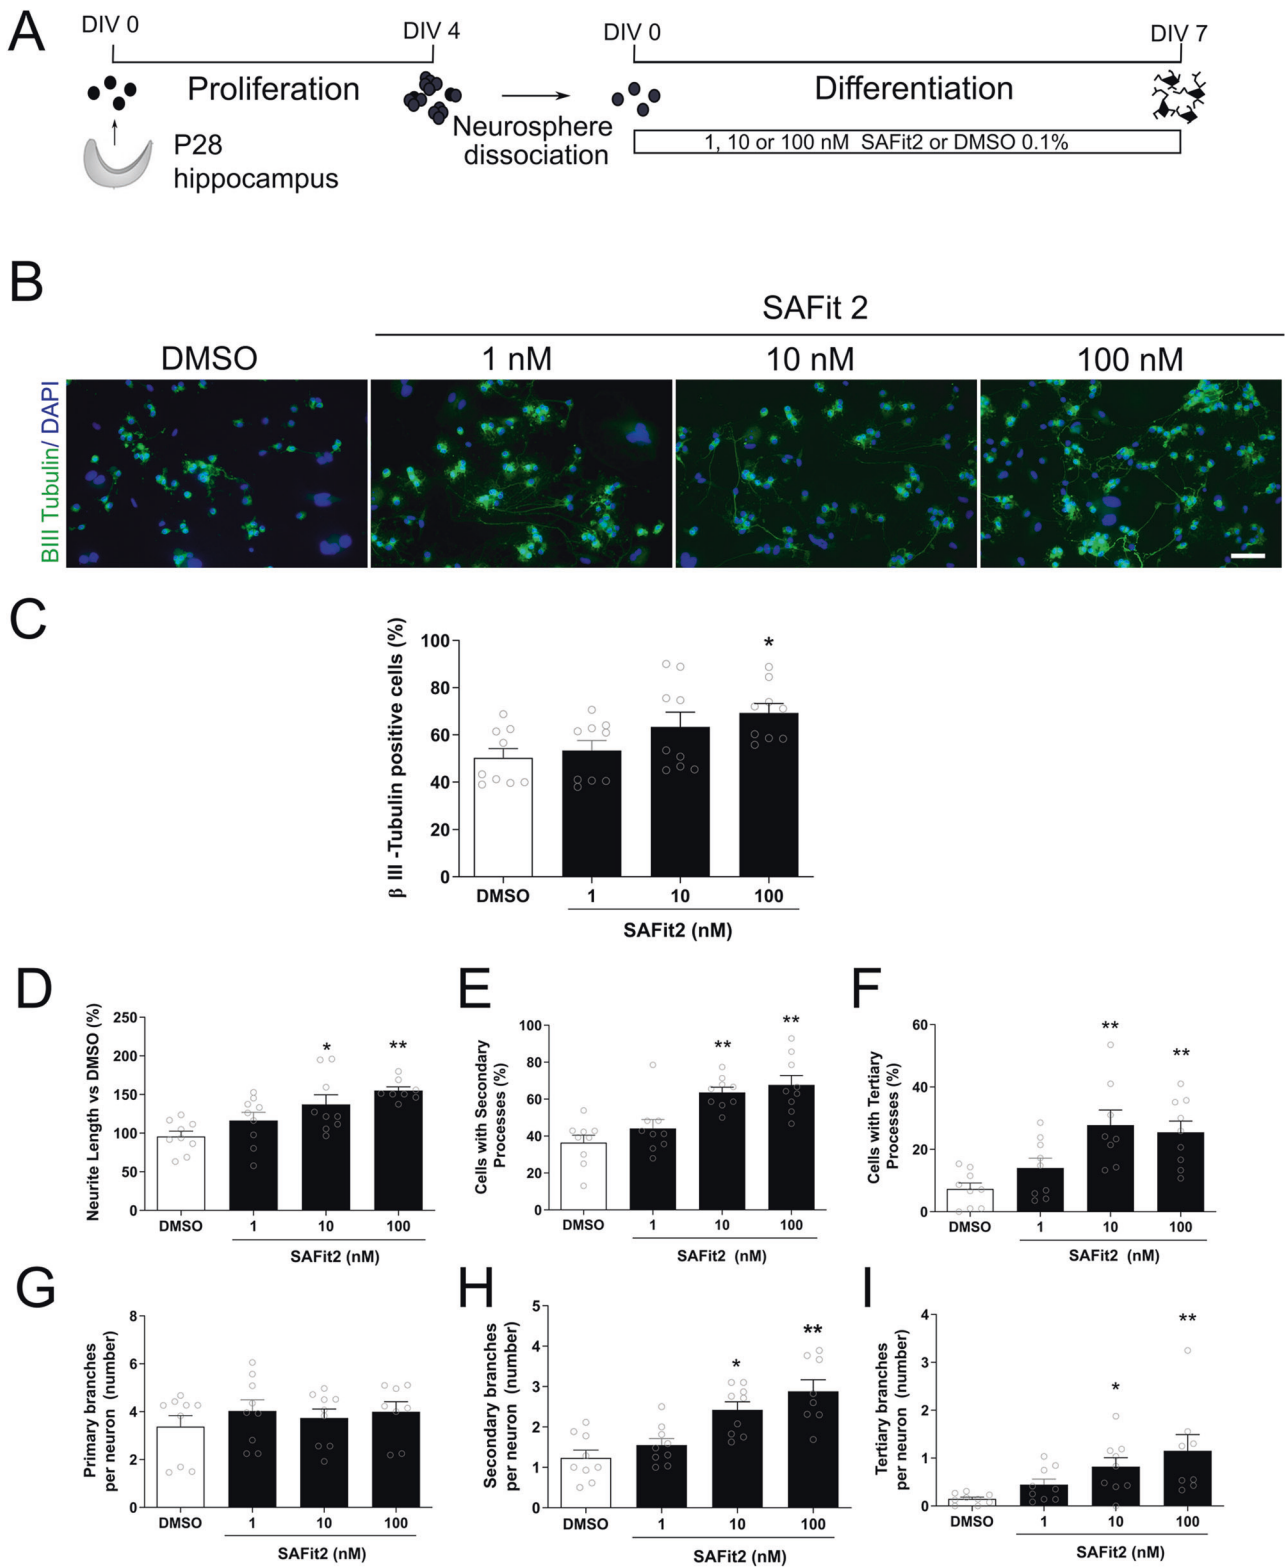 A
DIV 0
DIV 4
DIV 0
DIV 7
Proliferation
Differentiation
Neurosphere
dissociation
P28
hippocampus
1, 10 or 100 nM SAFit2 or DMSO 0.1%
B
SAFit 2
DMSO
1 nM
10 nM
100 nM
BIII Tubulin/ DAPI
C
β III -Tubulin positive cells (%)
100
80
60
40
20
0
*
DMSO
1
10
100
SAFit2 (nM)
D
Neurite Length vs DMSO (%)
250
200
150
100
50
0
*
**
DMSO
1
10
100
SAFit2 (nM)
E
Cells with Secondary
Processes (%)
100
80
60
40
20
0
**
**
DMSO
1
10
100
SAFit2 (nM)
F
Cells with Tertiary
Processes (%)
60
40
20
0
**
**
DMSO
1
10
100
SAFit2 (nM)
G
Primary branches
per neuron (number)
8
6
4
2
0
DMSO
1
10
100
SAFit2 (nM)
H
Secondary branches
per neuron (number)
5
4
3
2
1
0
*
**
DMSO
1
10
100
SAFit2 (nM)
I
Tertiary branches
per neuron (number)
4
3
2
1
0
*
**
DMSO
1
10
100
SAFit2 (nM)